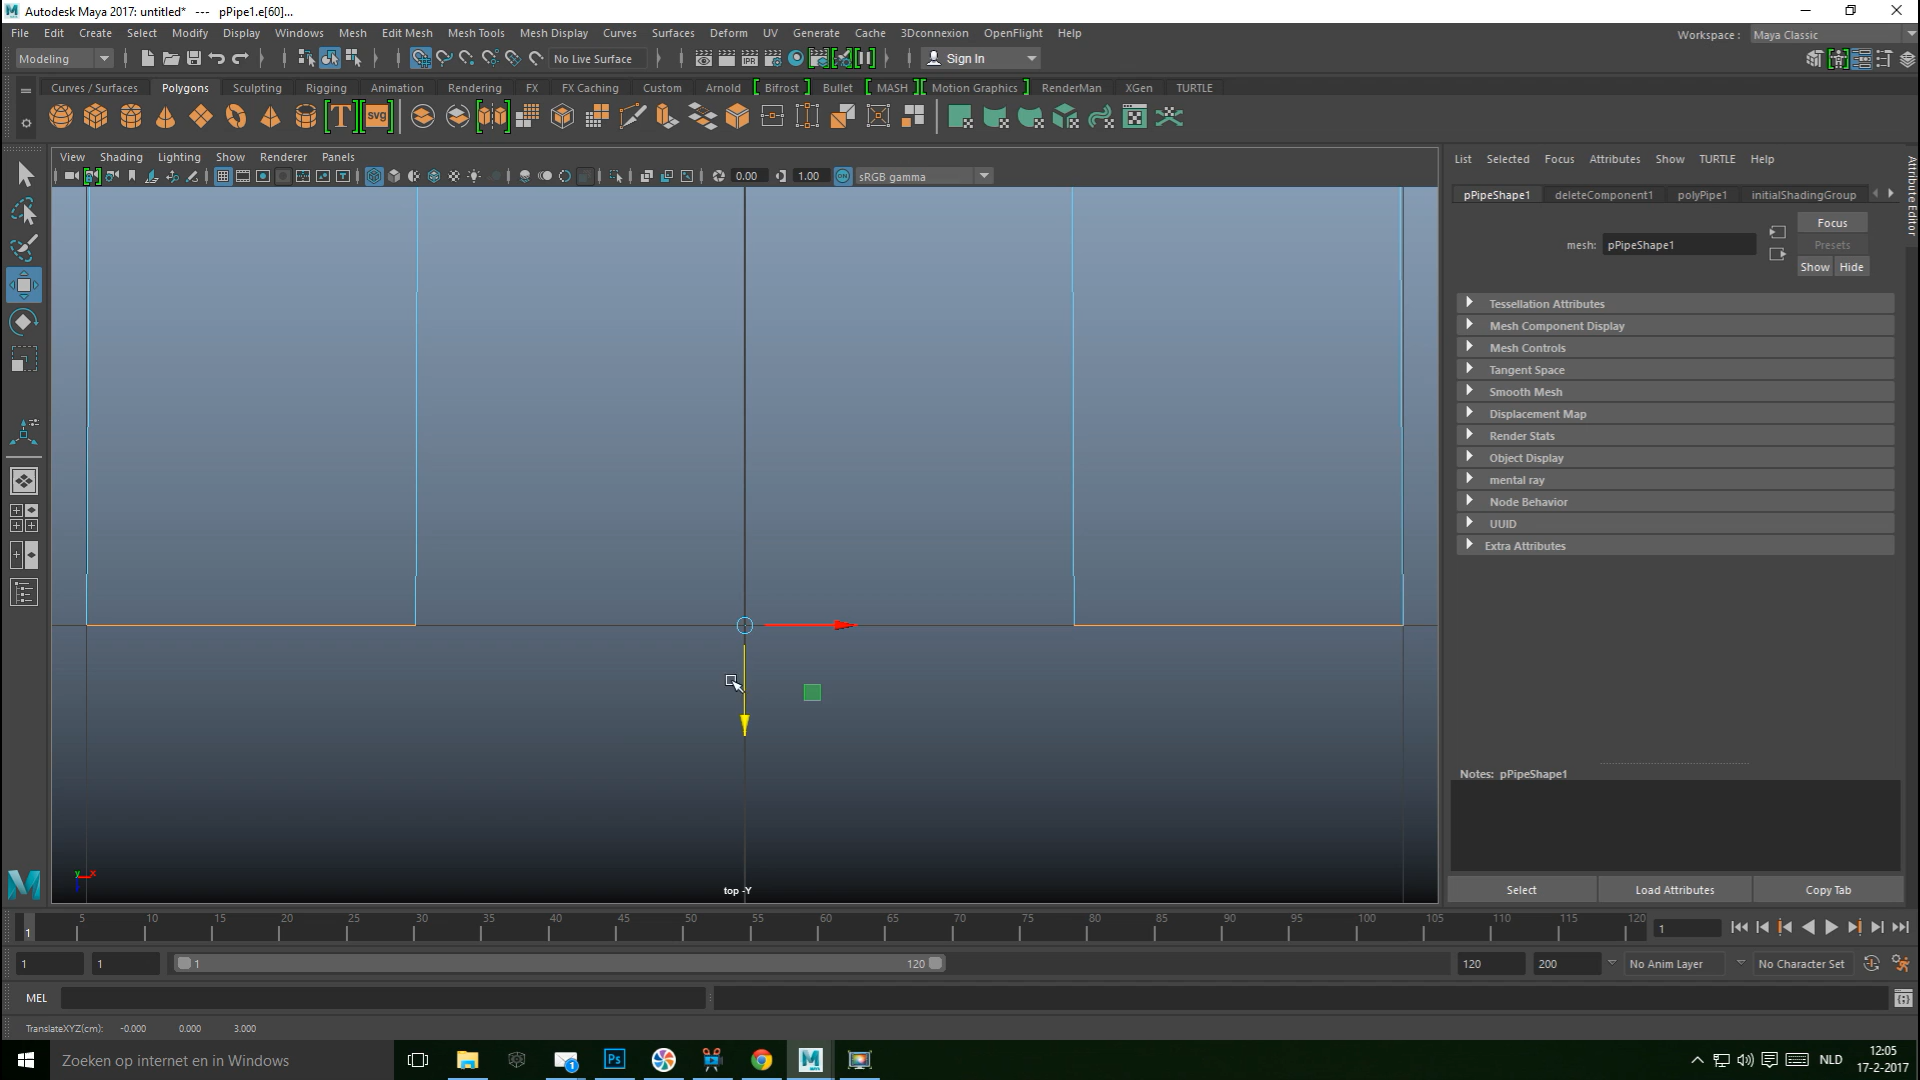 Autodesk Maya 2017: untitled* --- pPipe1.e[60]...
File Edit Create Select Modify Display Windows Mesh Edit Mesh Mesh Tools Mesh Display Curves Surfaces Deform UV Generate Cache 3Dconnexion OpenFlight Help
Workspace : Maya Classic
Modeling No Live Surface IPR Sign In
Curves / Surfaces Polygons Sculpting Rigging Animation Rendering FX FX Caching Custom Arnold Bifrost Bullet MASH Motion Graphics RenderMan XGen TURTLE
T svg
View Shading Lighting Show Renderer Panels
0.00 1.00 ON sRGB gamma
List Selected Focus Attributes Show TURTLE Help
Attribute Editor
pPipeShape1 deleteComponent1 polyPipe1 initialShadingGroup
Focus
mesh: pPipeShape1 Presets
Show Hide
Tessellation Attributes
Mesh Component Display
Mesh Controls
Tangent Space
Smooth Mesh
Displacement Map
Render Stats
Object Display
mental ray
Node Behavior
UUID
Extra Attributes
Notes: pPipeShape1
y x
top -Y
Select Load Attributes Copy Tab
5 10 15 20 25 30 35 40 45 50 55 60 65 70 75 80 85 90 95 100 105 110 115 120
1 1
1 1 1 120 120 200 No Anim Layer No Character Set
MEL
TranslateXYZ(cm): -0.000 0.000 3.000
Zoeken op internet en in Windows 1 Ps M NLD
12:05
17-2-2017